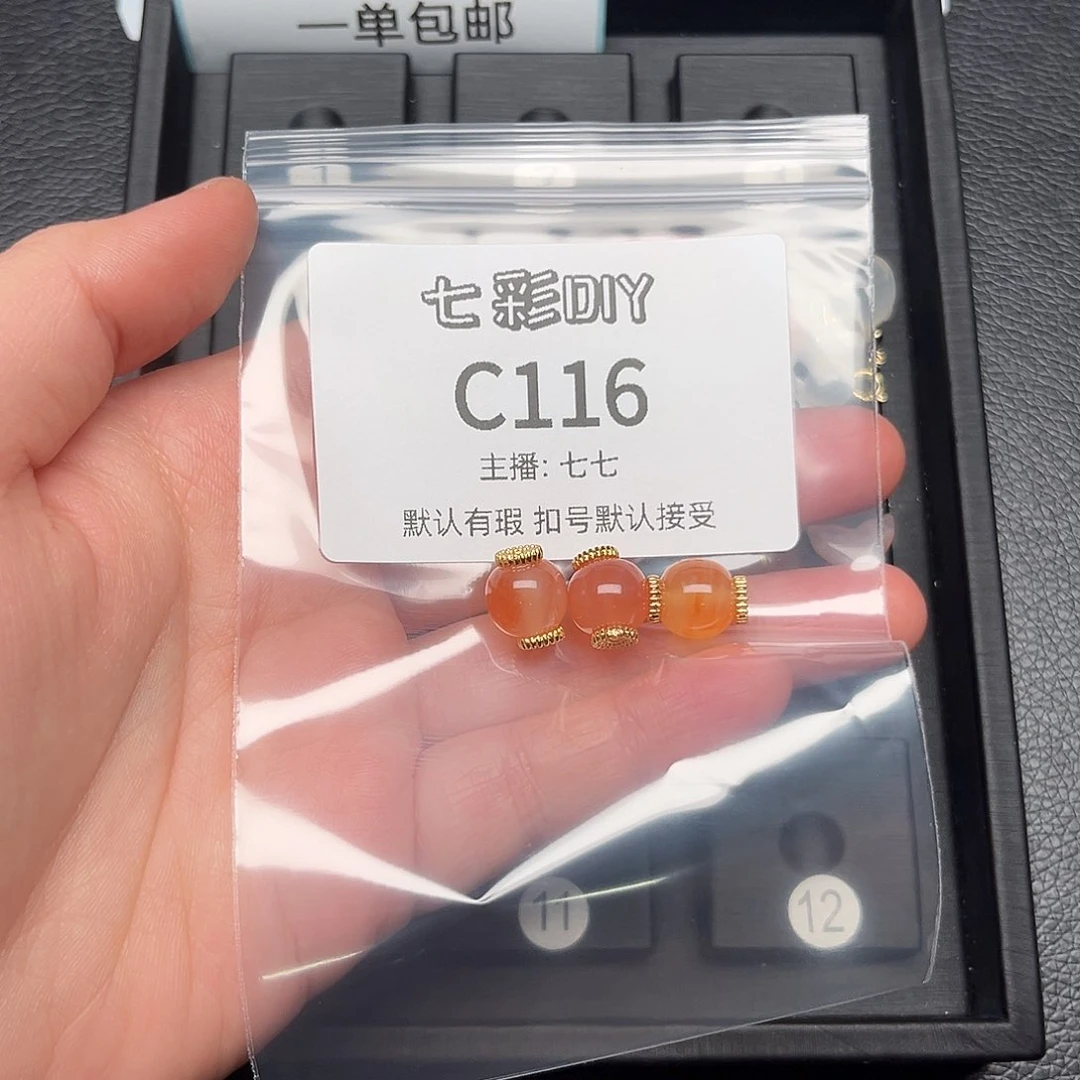 一单包邮
七彩DIY
C116
主播: 七七
默认有瑕 扣号默认接受
11
12